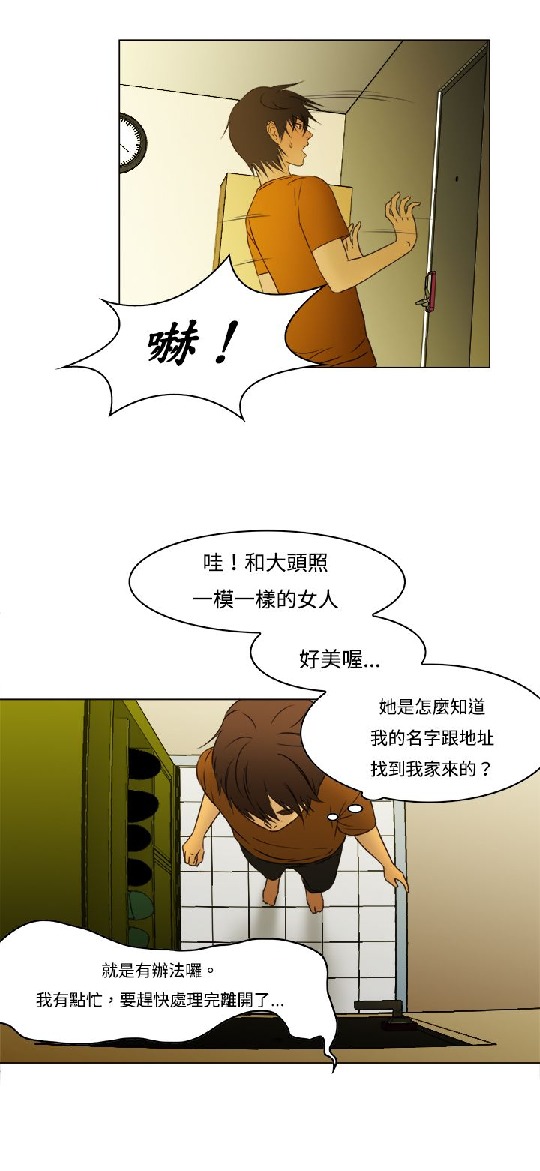 嚇！
哇！和大頭照
一模一樣的女人
好美喔...
她是怎麼知道
我的名字跟地址
找到我家來的？
就是有辦法囉。
我有點忙，要趕快處理完離開了...